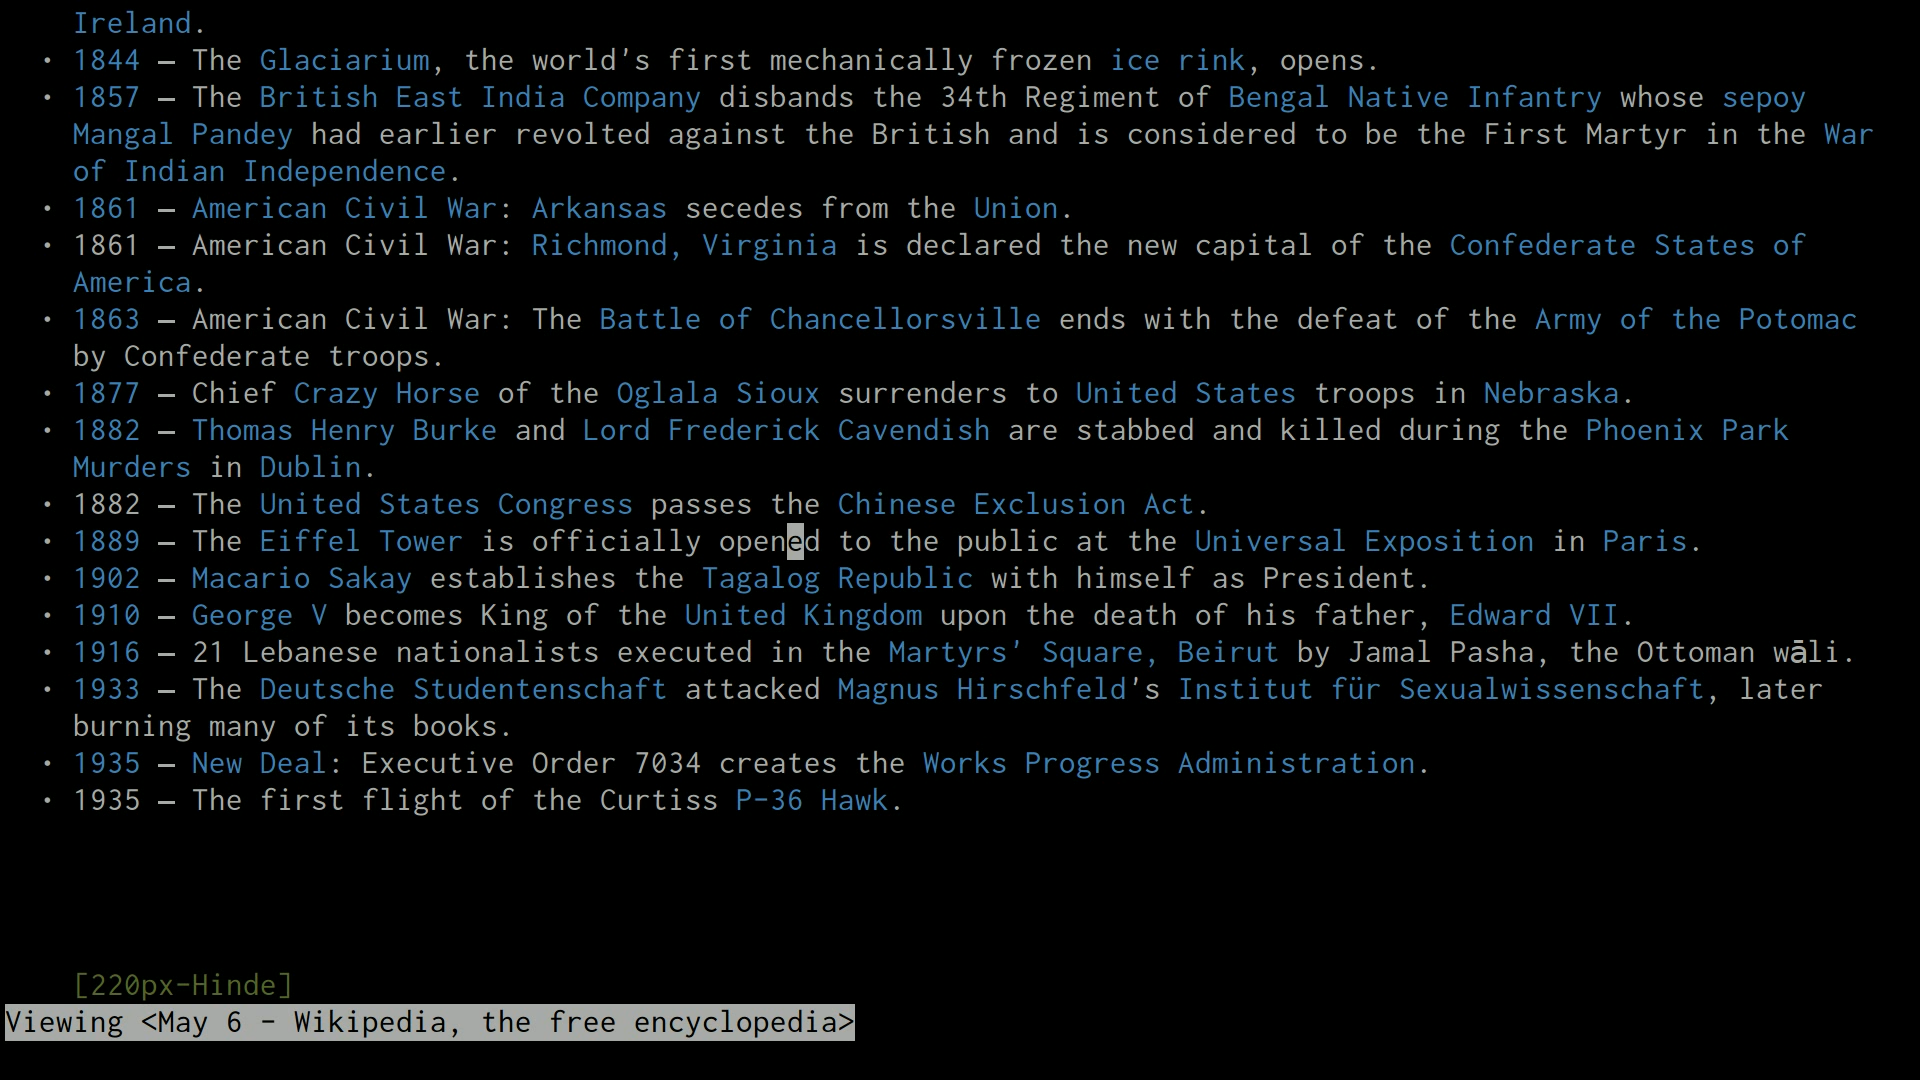 Ireland.
• 1844 – The Glaciarium, the world's first mechanically frozen ice rink, opens.
• 1857 – The British East India Company disbands the 34th Regiment of Bengal Native Infantry whose sepoy
Mangal Pandey had earlier revolted against the British and is considered to be the First Martyr in the War
of Indian Independence.
• 1861 – American Civil War: Arkansas secedes from the Union.
• 1861 – American Civil War: Richmond, Virginia is declared the new capital of the Confederate States of
America.
• 1863 – American Civil War: The Battle of Chancellorsville ends with the defeat of the Army of the Potomac
by Confederate troops.
• 1877 – Chief Crazy Horse of the Oglala Sioux surrenders to United States troops in Nebraska.
• 1882 – Thomas Henry Burke and Lord Frederick Cavendish are stabbed and killed during the Phoenix Park
Murders in Dublin.
• 1882 – The United States Congress passes the Chinese Exclusion Act.
• 1889 – The Eiffel Tower is officially opened to the public at the Universal Exposition in Paris.
• 1902 – Macario Sakay establishes the Tagalog Republic with himself as President.
• 1910 – George V becomes King of the United Kingdom upon the death of his father, Edward VII.
• 1916 – 21 Lebanese nationalists executed in the Martyrs' Square, Beirut by Jamal Pasha, the Ottoman wāli.
• 1933 – The Deutsche Studentenschaft attacked Magnus Hirschfeld's Institut für Sexualwissenschaft, later
burning many of its books.
• 1935 – New Deal: Executive Order 7034 creates the Works Progress Administration.
• 1935 – The first flight of the Curtiss P-36 Hawk.
[220px-Hinde]
Viewing <May 6 - Wikipedia, the free encyclopedia>